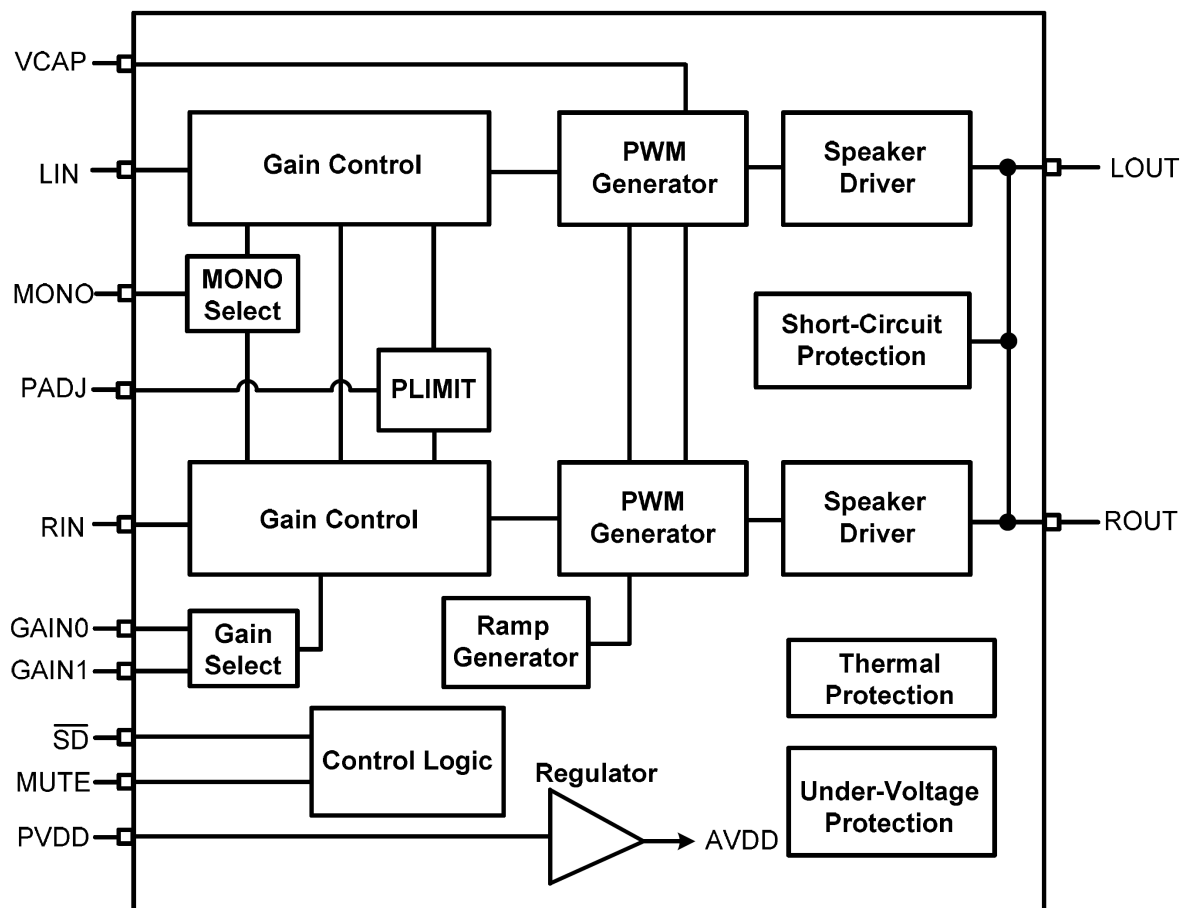 VCAP
LIN
Gain Control
PWM
Generator
Speaker
Driver
LOUT
MONO
MONO
Select
Short-Circuit
Protection
PADJ
PLIMIT
RIN
Gain Control
PWM
Generator
Speaker
Driver
ROUT
GAIN0
GAIN1
Gain
Select
Ramp
Generator
Thermal
Protection
SD
MUTE
Control Logic
PVDD
Regulator
AVDD
Under-Voltage
Protection